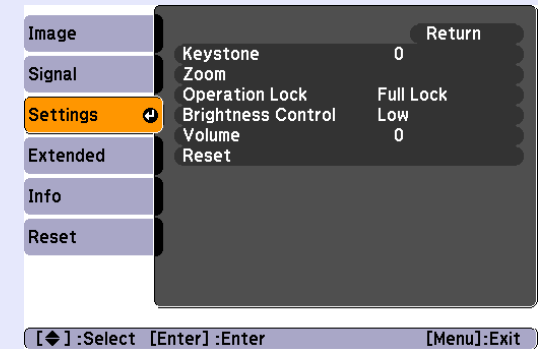 Image
Signal
Settings
Extended
Info
Reset
Return
Keystone 0
Zoom
Operation Lock Full Lock
Brightness Control Low
Volume 0
Reset
[◆] :Select [Enter] :Enter [Menu]:Exit